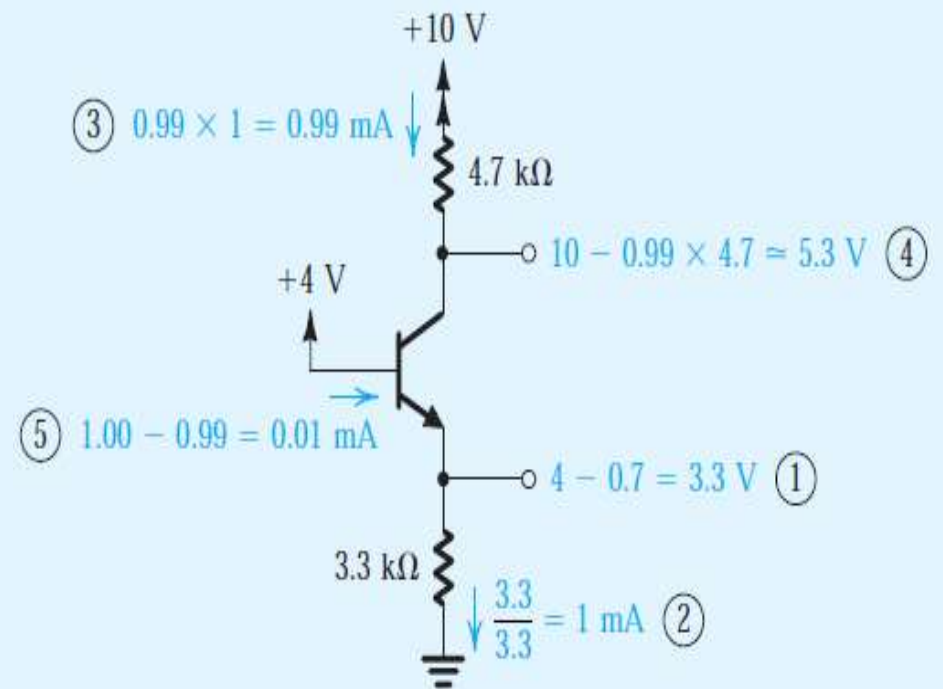 +10 V
③ 0.99 × 1 = 0.99 mA
4.7 kΩ
10 − 0.99 × 4.7 ≃ 5.3 V ④
+4 V
⑤ 1.00 − 0.99 = 0.01 mA
4 − 0.7 = 3.3 V ①
3.3 kΩ
3.3/3.3 = 1 mA ②